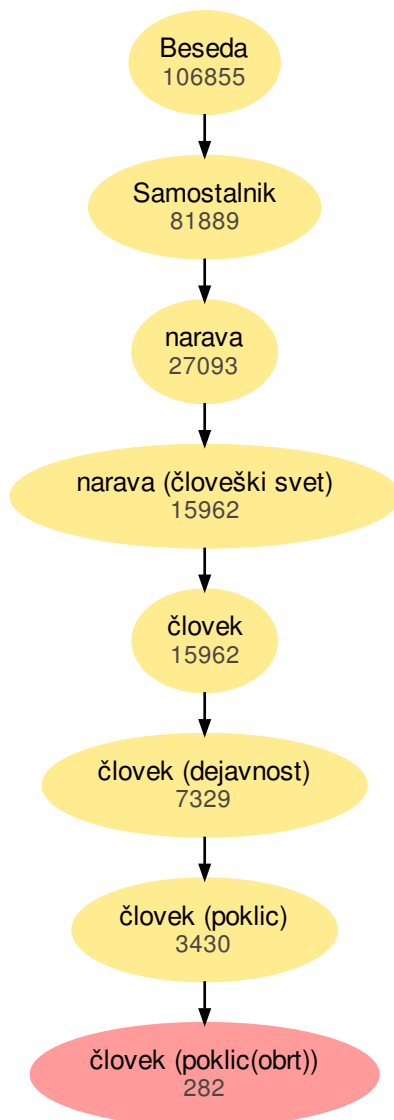 Beseda
106855
Samostalnik
81889
narava
27093
narava (človeški svet)
15962
človek
15962
človek (dejavnost)
7329
človek (poklic)
3430
človek (poklic(obrt))
282